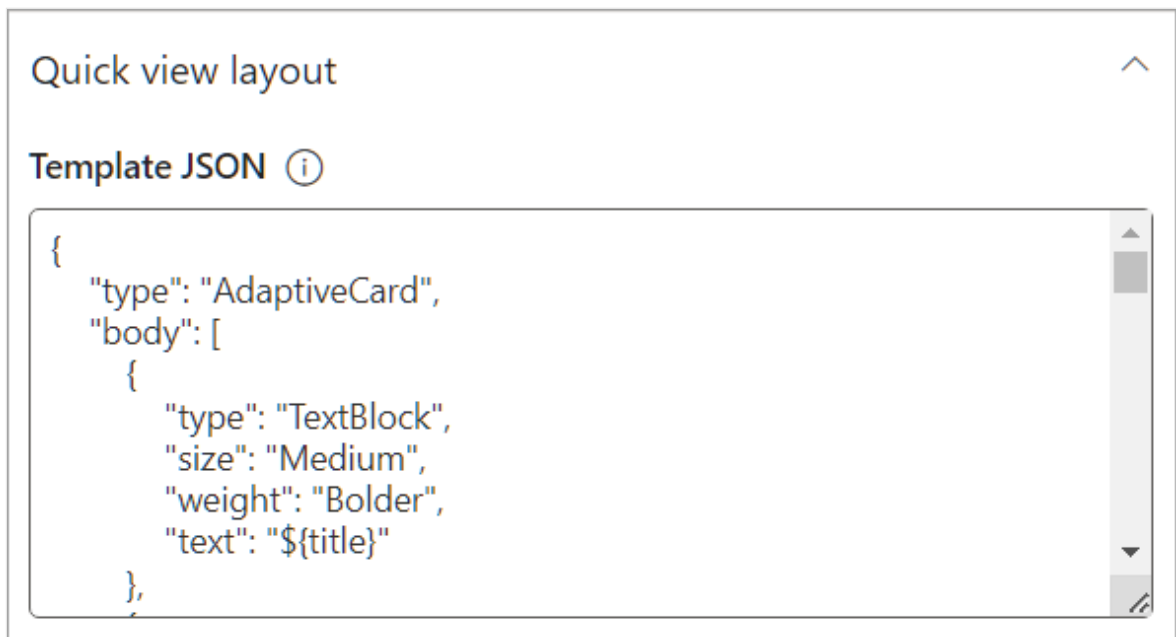 Quick view layout
Template JSON
{
"type": "AdaptiveCard",
"body": [
{
"type": "TextBlock",
"size": "Medium",
"weight": "Bolder",
"text": "${title}"
},